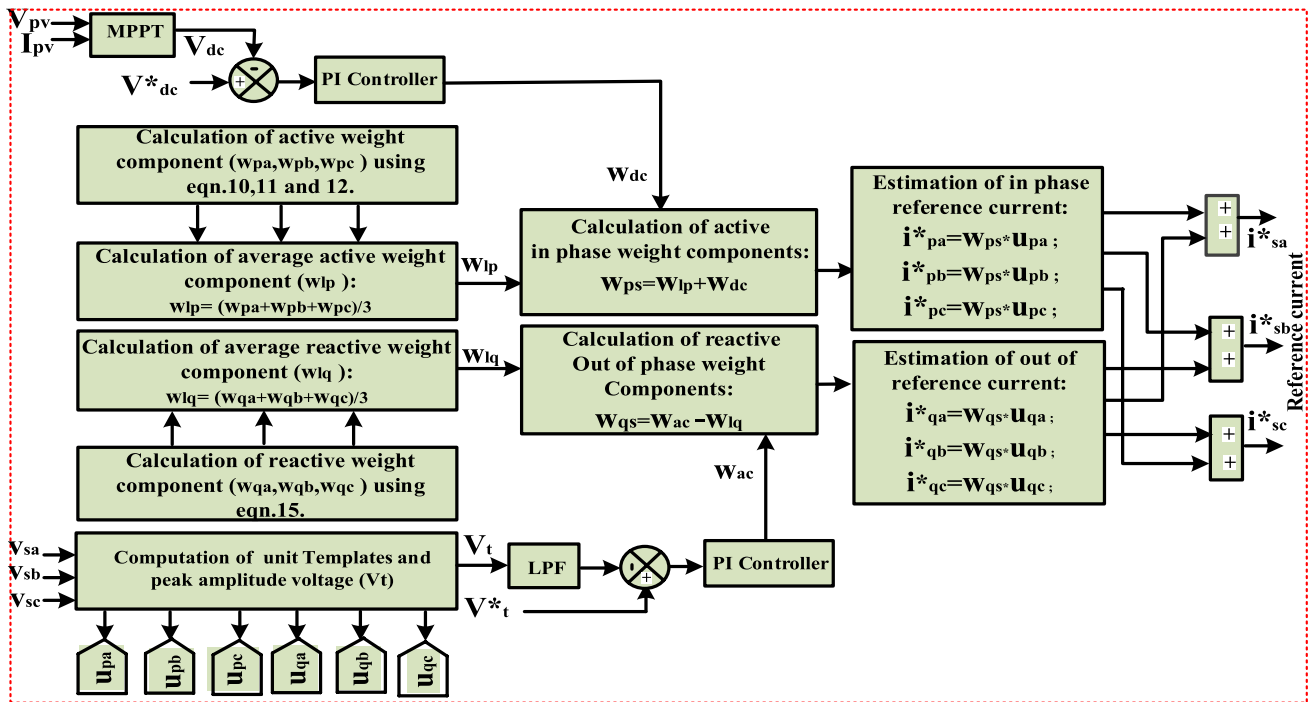 Vpv
Ipv
MPPT
Vdc
-
+
V*dc
PI Controller
Calculation of active weight
component (wpa,wpb,wpc ) using
eqn.10,11 and 12.
wdc
Calculation of average active weight
component (wlp ):
wlp= (wpa+wpb+wpc)/3
wlp
Calculation of active
in phase weight components:
wps=wlp+wdc
Estimation of in phase
reference current:
i*pa=wps*upa ;
i*pb=wps*upb ;
i*pc=wps*upc ;
+
+
i*sa
Calculation of average reactive weight
component (wlq ):
wlq= (wqa+wqb+wqc)/3
wlq
Calculation of reactive
Out of phase weight
Components:
wqs=wac –wlq
Estimation of out of
reference current:
i*qa=wqs*uqa ;
i*qb=wqs*uqb ;
i*qc=wqs*uqc ;
+
+
i*sb
+
+
i*sc
Reference current
Calculation of reactive weight
component (wqa,wqb,wqc ) using
eqn.15.
wac
vsa
vsb
vsc
Computation of unit Templates and
peak amplitude voltage (Vt)
Vt
LPF
-
+
PI Controller
V*t
upa
upb
upc
uqa
uqb
uqc